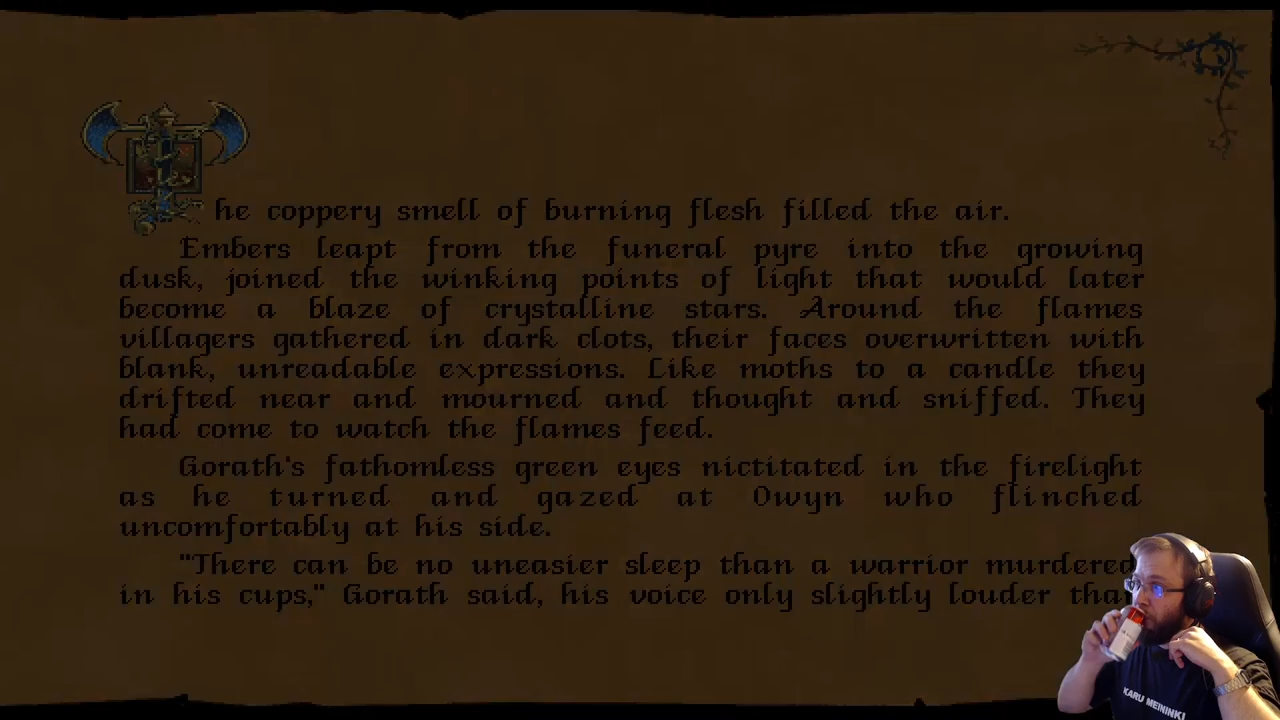 The coppery smell of burning flesh filled the air.
Embers leapt from the funeral pyre into the growing
dusk, joined the winking points of light that would later
become a blaze of crystalline stars. Around the flames
villagers gathered in dark clots, their faces overwritten with
blank, unreadable expressions. Like moths to a candle they
drifted near and mourned and thought and sniffed. They
had come to watch the flames feed.
Gorath's fathomless green eyes nictitated in the firelight
as he turned and gazed at Owyn who flinched
uncomfortably at his side.
"There can be no uneasier sleep than a warrior murdered
in his cups," Gorath said, his voice only slightly louder than
KARU MEININKI